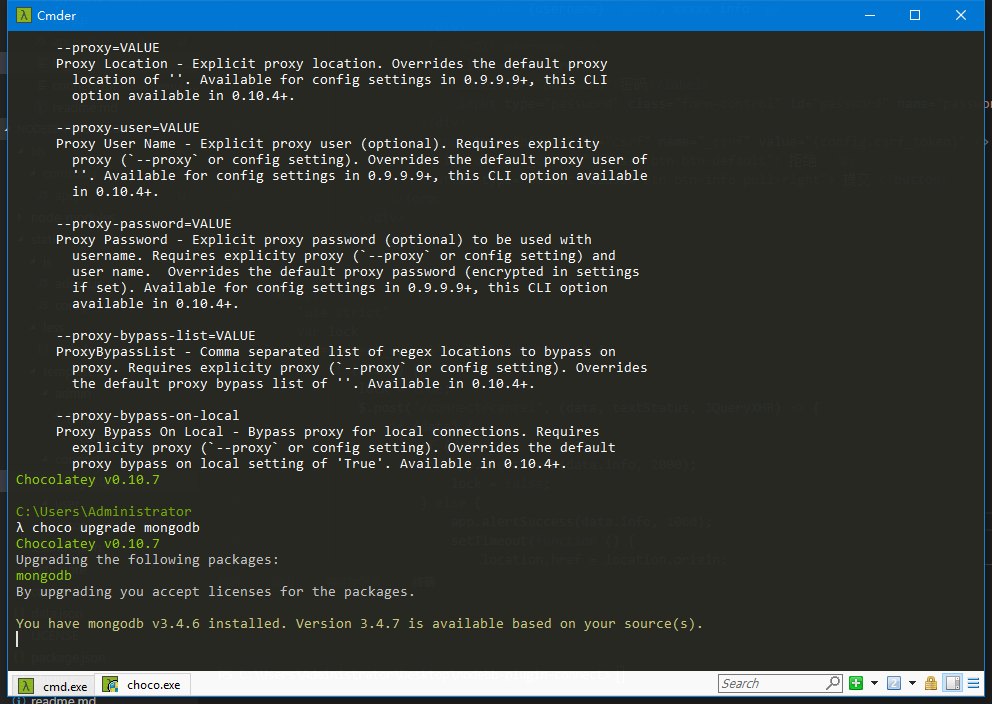 Cmder
--proxy=VALUE
Proxy Location - Explicit proxy location. Overrides the default proxy
location of ''. Available for config settings in 0.9.9.9+, this CLI
option available in 0.10.4+.
--proxy-user=VALUE
Proxy User Name - Explicit proxy user (optional). Requires explicity
proxy (`--proxy` or config setting). Overrides the default proxy user of
''. Available for config settings in 0.9.9.9+, this CLI option available
in 0.10.4+.
--proxy-password=VALUE
Proxy Password - Explicit proxy password (optional) to be used with
username. Requires explicity proxy (`--proxy` or config setting) and
user name.  Overrides the default proxy password (encrypted in settings
if set). Available for config settings in 0.9.9.9+, this CLI option
available in 0.10.4+.
--proxy-bypass-list=VALUE
ProxyBypassList - Comma separated list of regex locations to bypass on
proxy. Requires explicity proxy (`--proxy` or config setting). Overrides
the default proxy bypass list of ''. Available in 0.10.4+.
--proxy-bypass-on-local
Proxy Bypass On Local - Bypass proxy for local connections. Requires
explicity proxy (`--proxy` or config setting). Overrides the default
proxy bypass on local setting of 'True'. Available in 0.10.4+.
Chocolatey v0.10.7
C:\Users\Administrator
λ choco upgrade mongodb
Chocolatey v0.10.7
Upgrading the following packages:
mongodb
By upgrading you accept licenses for the packages.
You have mongodb v3.4.6 installed. Version 3.4.7 is available based on your source(s).
cmd.exe
choco.exe
Search
readme.md